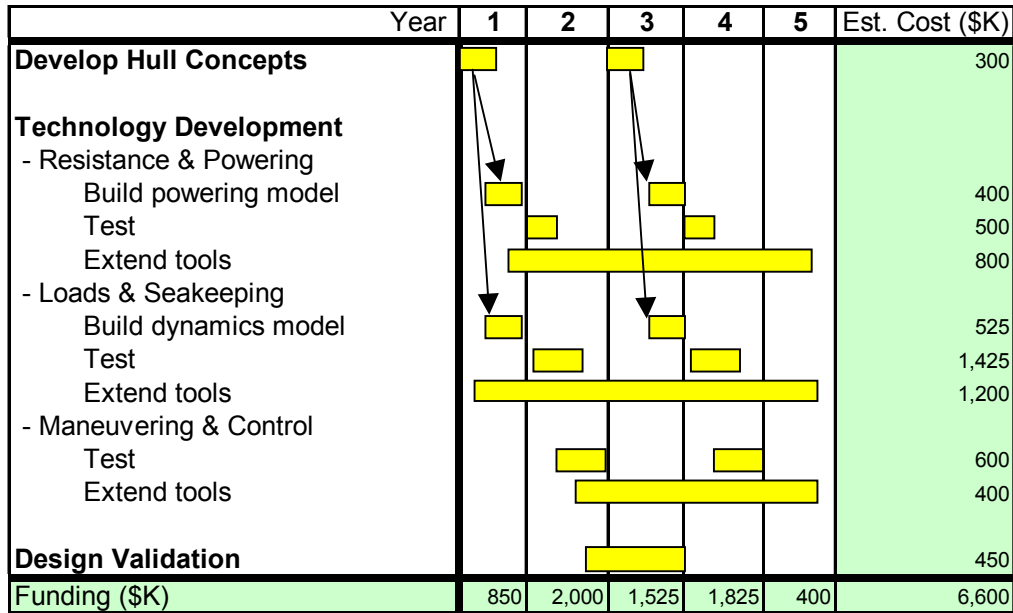 Year 1 2 3 4 5 Est. Cost ($K)
Develop Hull Concepts 300
Technology Development
- Resistance & Powering
Build powering model 400
Test 500
Extend tools 800
- Loads & Seakeeping
Build dynamics model 525
Test 1,425
Extend tools 1,200
- Maneuvering & Control
Test 600
Extend tools 400
Design Validation 450
Funding ($K) 850 2,000 1,525 1,825 400 6,600